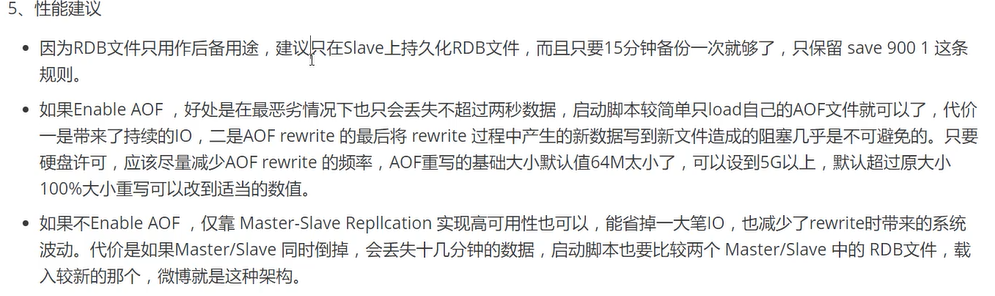 5、性能建议
因为RDB文件只用作后备用途，建议只在Slave上持久化RDB文件，而且只要15分钟备份一次就够了，只保留 save 900 1 这条
规则。
如果Enable AOF ，好处是在最恶劣情况下也只会丢失不超过两秒数据，启动脚本较简单只load自己的AOF文件就可以了，代价
一是带来了持续的IO，二是AOF rewrite 的最后将 rewrite 过程中产生的新数据写到新文件造成的阻塞几乎是不可避免的。只要
硬盘许可，应该尽量减少AOF rewrite 的频率，AOF重写的基础大小默认值64M太小了，可以设到5G以上，默认超过原大小
100%大小重写可以改到适当的数值。
如果不Enable AOF ，仅靠 Master-Slave Repllcation 实现高可用性也可以，能省掉一大笔IO，也减少了rewrite时带来的系统
波动。代价是如果Master/Slave 同时倒掉，会丢失十几分钟的数据，启动脚本也要比较两个 Master/Slave 中的 RDB文件，载
入较新的那个，微博就是这种架构。